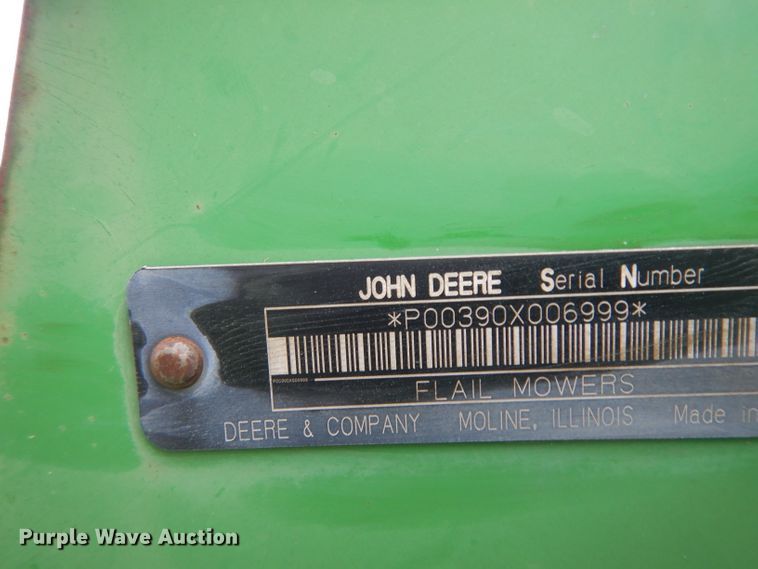 JOHN DEERE Serial Number
*P00390X006999*
FLAIL MOWERS
DEERE & COMPANY MOLINE, ILLINOIS Made in
Purple Wave Auction